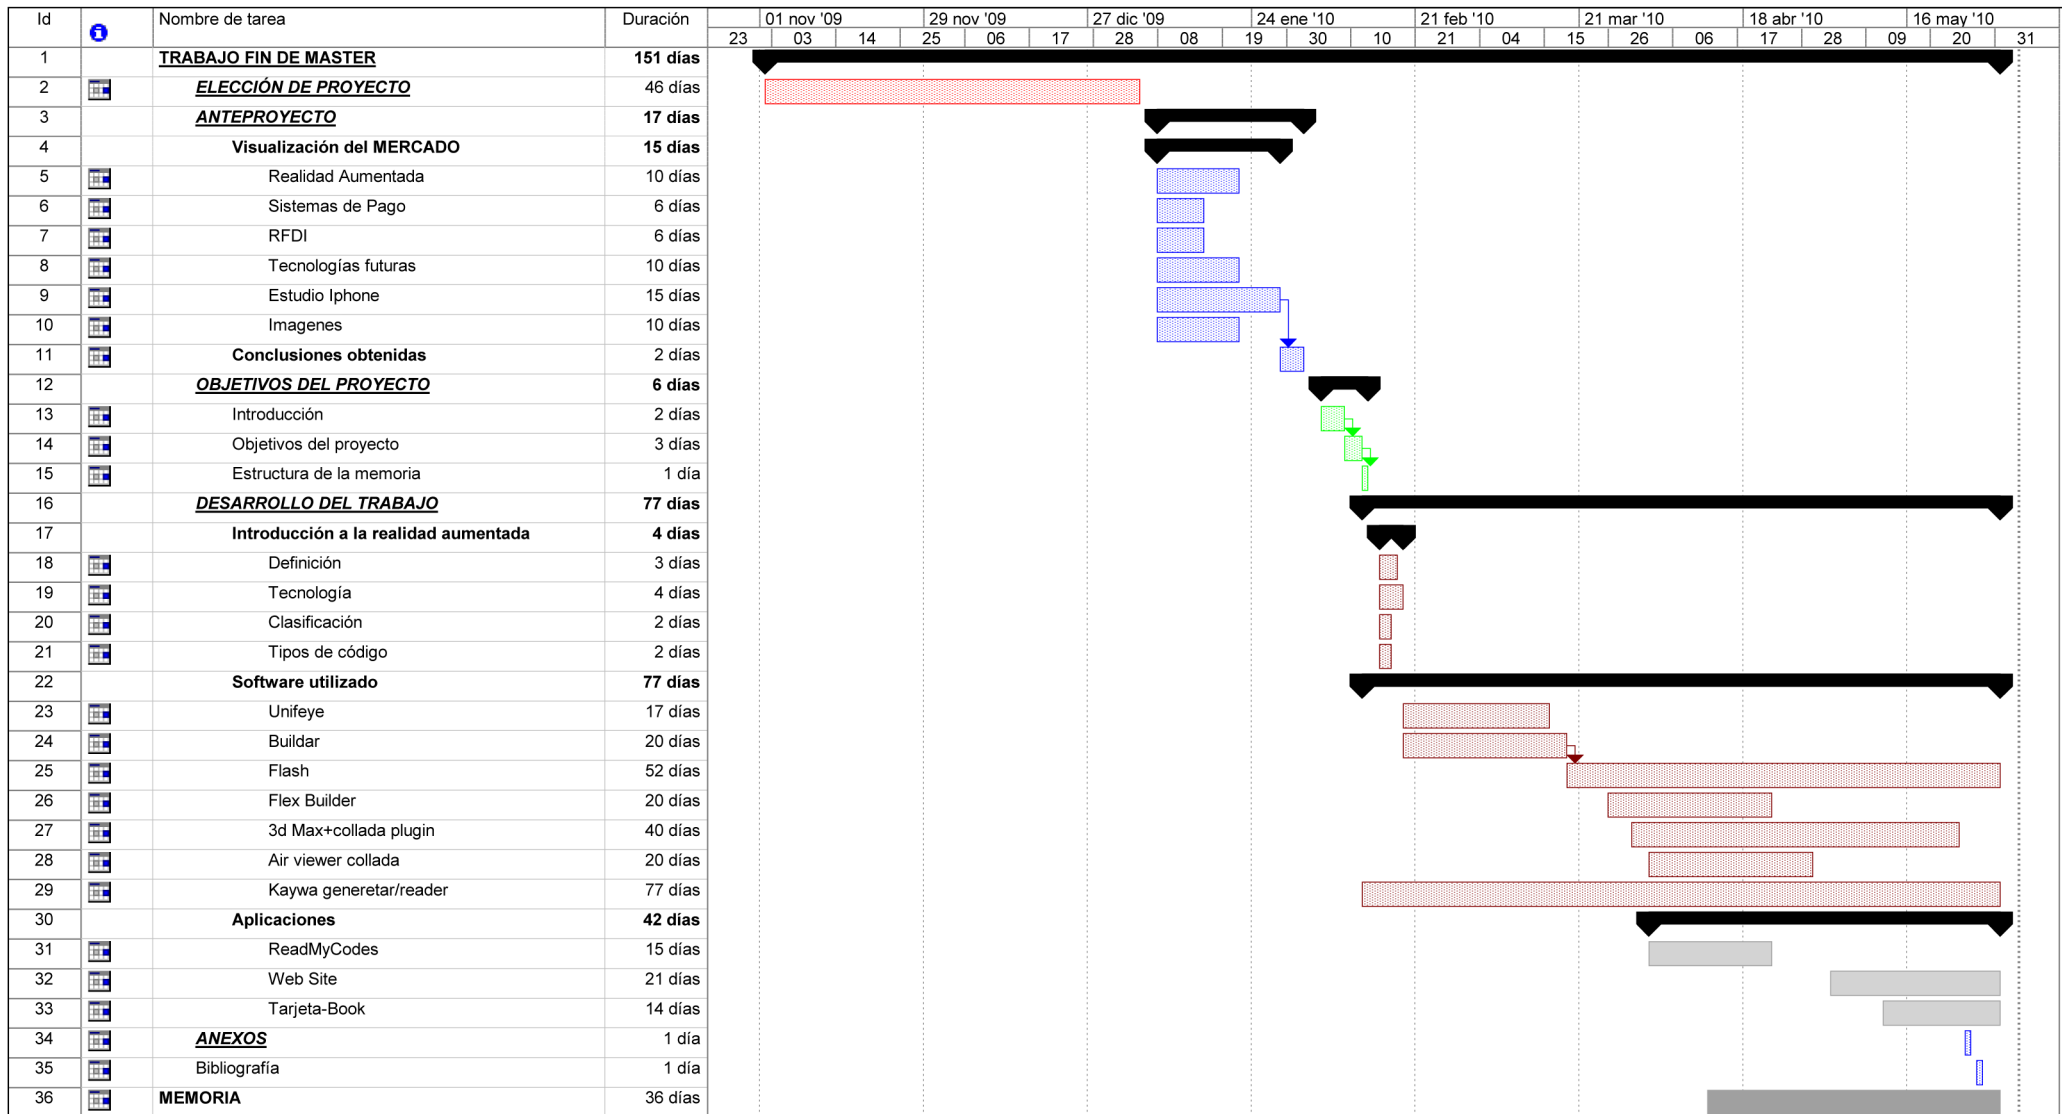 Id Nombre de tarea Duración 01 nov '09 29 nov '09 27 dic '09 24 ene '10 21 feb '10 21 mar '10 18 abr '10 16 may '10
23 03 14 25 06 17 28 08 19 30 10 21 04 15 26 06 17 28 09 20 31
1 TRABAJO FIN DE MASTER 151 días
2 ELECCIÓN DE PROYECTO 46 días
3 ANTEPROYECTO 17 días
4 Visualización del MERCADO 15 días
5 Realidad Aumentada 10 días
6 Sistemas de Pago 6 días
7 RFDI 6 días
8 Tecnologías futuras 10 días
9 Estudio Iphone 15 días
10 Imagenes 10 días
11 Conclusiones obtenidas 2 días
12 OBJETIVOS DEL PROYECTO 6 días
13 Introducción 2 días
14 Objetivos del proyecto 3 días
15 Estructura de la memoria 1 día
16 DESARROLLO DEL TRABAJO 77 días
17 Introducción a la realidad aumentada 4 días
18 Definición 3 días
19 Tecnología 4 días
20 Clasificación 2 días
21 Tipos de código 2 días
22 Software utilizado 77 días
23 Unifeye 17 días
24 Buildar 20 días
25 Flash 52 días
26 Flex Builder 20 días
27 3d Max+collada plugin 40 días
28 Air viewer collada 20 días
29 Kaywa generetar/reader 77 días
30 Aplicaciones 42 días
31 ReadMyCodes 15 días
32 Web Site 21 días
33 Tarjeta-Book 14 días
34 ANEXOS 1 día
35 Bibliografía 1 día
36 MEMORIA 36 días